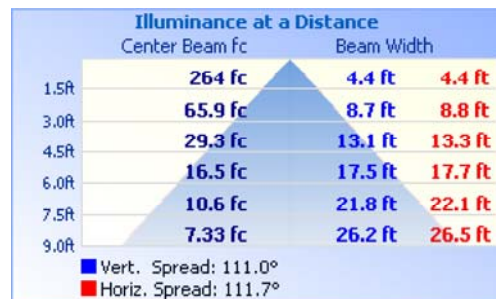 Illuminance at a Distance
Center Beam fc Beam Width
1.5ft 264 fc 4.4 ft 4.4 ft
3.0ft 65.9 fc 8.7 ft 8.8 ft
4.5ft 29.3 fc 13.1 ft 13.3 ft
6.0ft 16.5 fc 17.5 ft 17.7 ft
7.5ft 10.6 fc 21.8 ft 22.1 ft
9.0ft 7.33 fc 26.2 ft 26.5 ft
Vert. Spread: 111.0°
Horiz. Spread: 111.7°